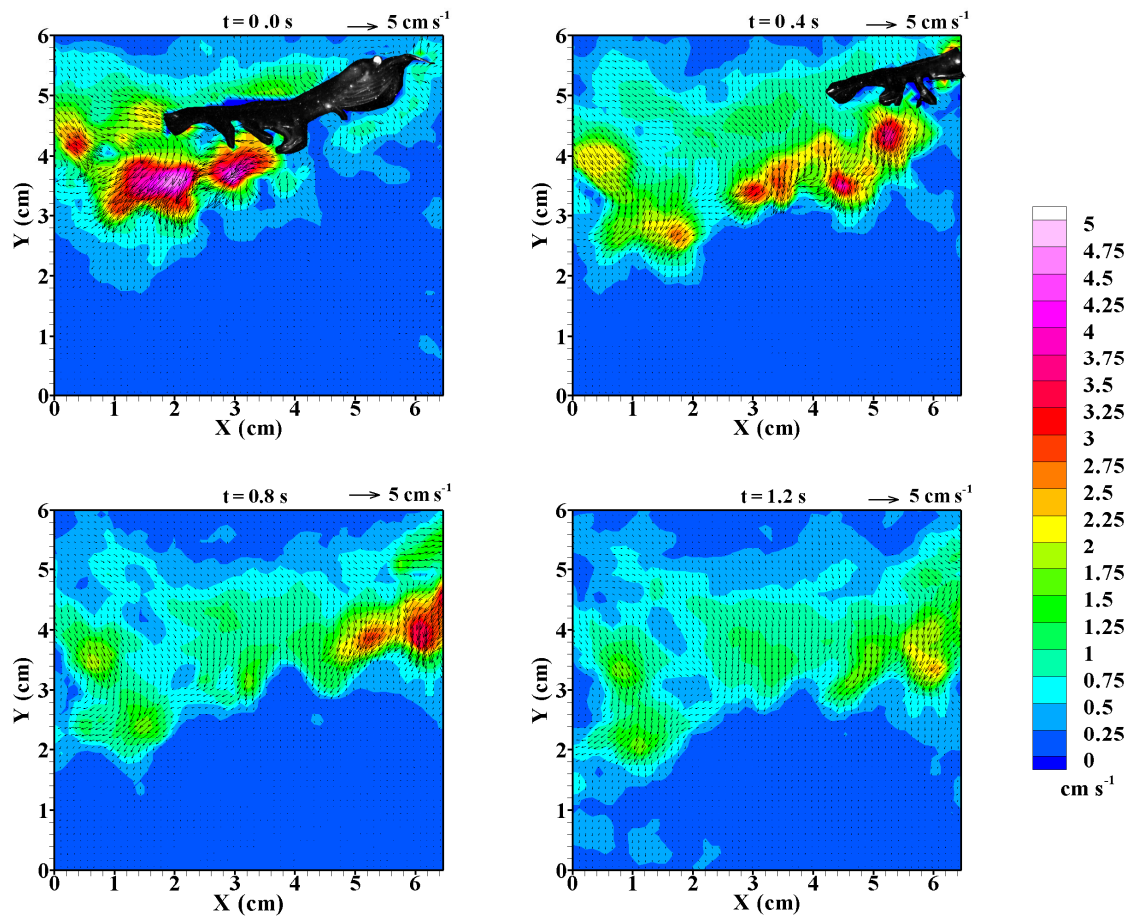 t = 0 .0 s → 5 cm s⁻¹
6
5
4
3
2
1
0
Y (cm)
0 1 2 3 4 5 6
X (cm)
t = 0 .4 s → 5 cm s⁻¹
6
5
4
3
2
1
0
Y (cm)
0 1 2 3 4 5 6
X (cm)
t = 0.8 s → 5 cm s⁻¹
6
5
4
3
2
1
0
Y (cm)
0 1 2 3 4 5 6
X (cm)
t = 1.2 s → 5 cm s⁻¹
6
5
4
3
2
1
0
Y (cm)
0 1 2 3 4 5 6
X (cm)
5
4.75
4.5
4.25
4
3.75
3.5
3.25
3
2.75
2.5
2.25
2
1.75
1.5
1.25
1
0.75
0.5
0.25
0
cm s⁻¹